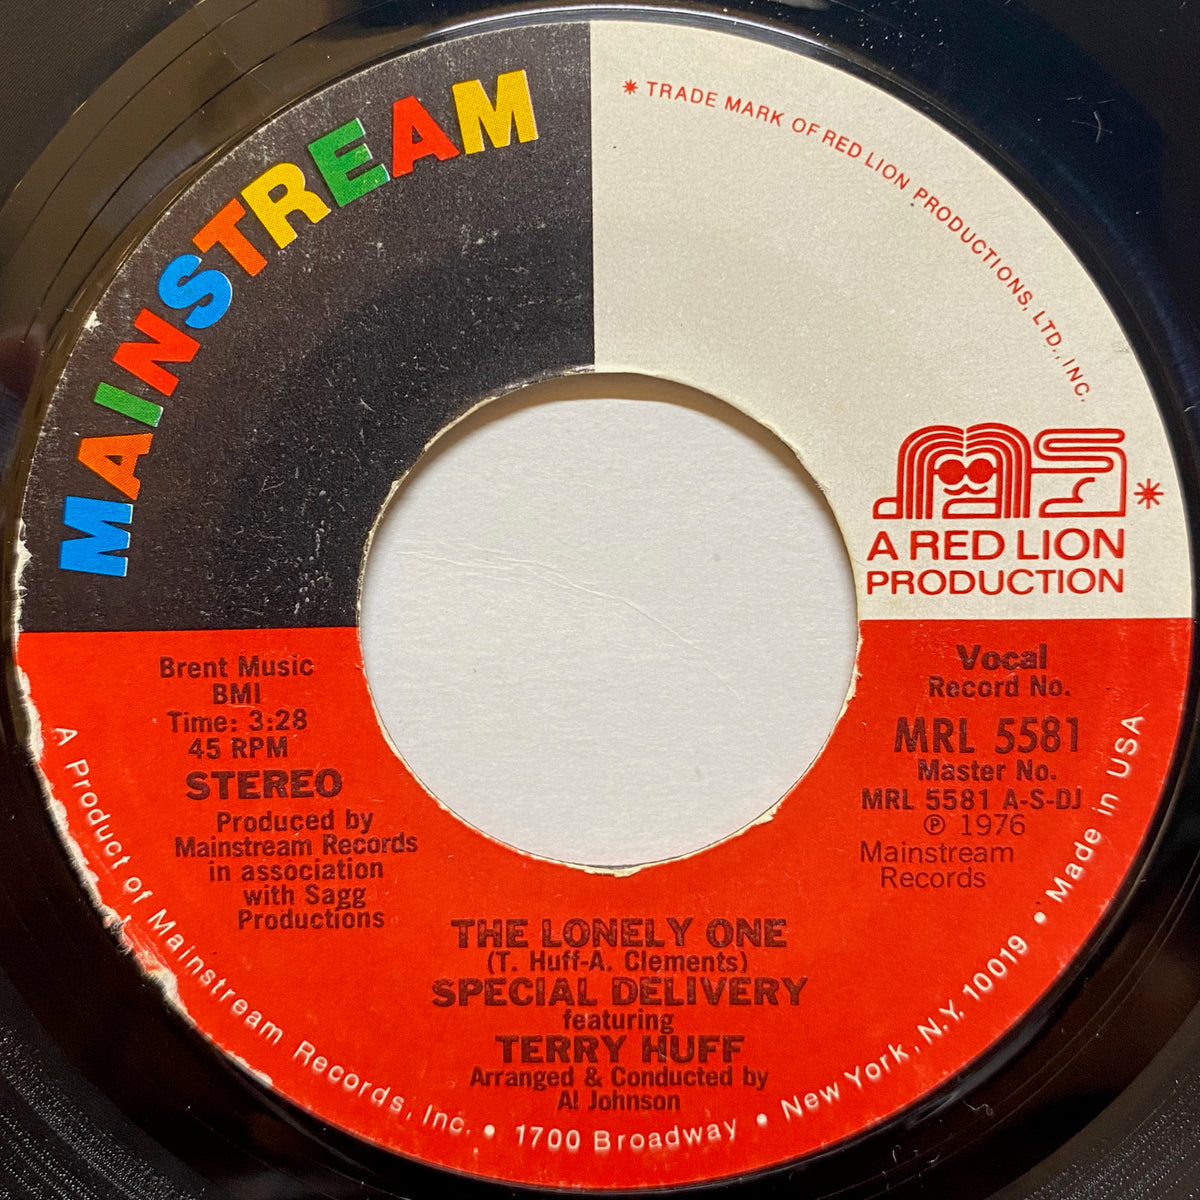 MAINSTREAM
* TRADE MARK OF RED LION PRODUCTIONS, LTD., INC.
*
A RED LION
PRODUCTION
Brent Music
BMI
Time: 3:28
45 RPM
STEREO
Produced by
Mainstream Records
in association
with Sagg
Productions
Vocal
Record No.
MRL 5581
Master No.
MRL 5581 A-S-DJ
℗ 1976
Mainstream
Records
THE LONELY ONE
(T. Huff-A. Clements)
SPECIAL DELIVERY
featuring
TERRY HUFF
Arranged & Conducted by
Al Johnson
A Product of Mainstream Records, Inc. • 1700 Broadway • New York, N.Y. 10019 • Made in USA